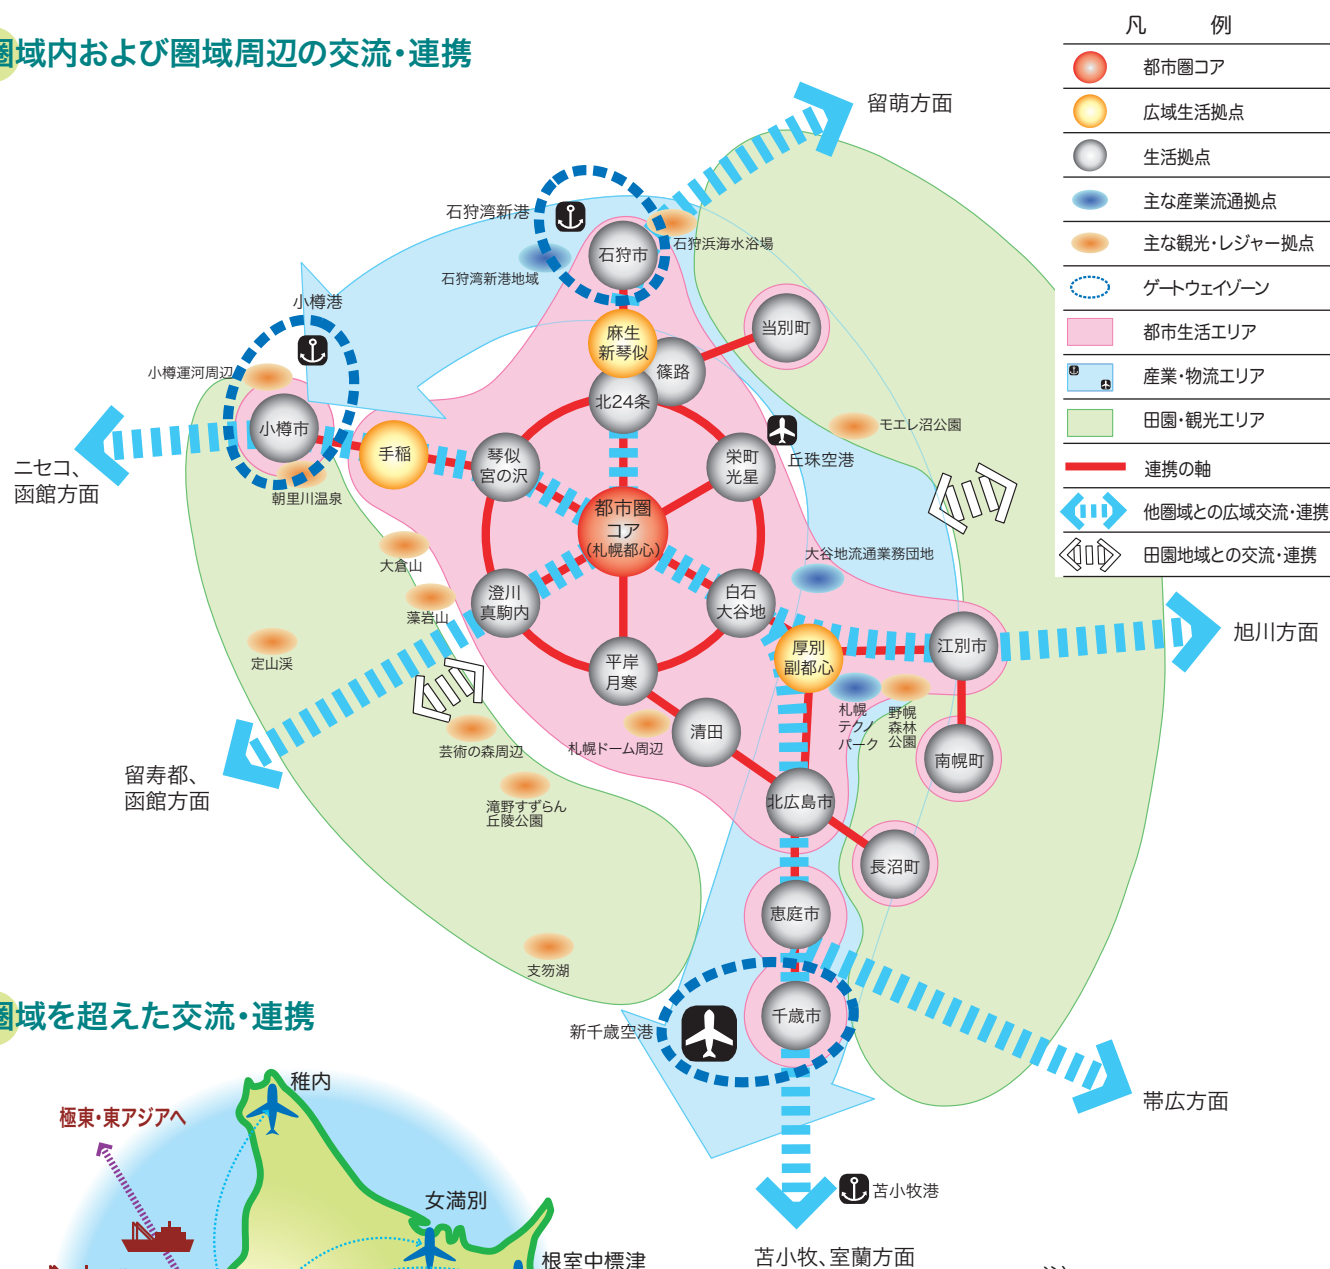 圏域内および圏域周辺の交流・連携
凡 例
都市圏コア
広域生活拠点
生活拠点
主な産業流通拠点
主な観光・レジャー拠点
ゲートウェイゾーン
都市生活エリア
産業・物流エリア
田園・観光エリア
連携の軸
他圏域との広域交流・連携
田園地域との交流・連携
留萌方面
石狩湾新港
石狩市
石狩浜海水浴場
石狩湾新港地域
小樽港
麻生
新琴似
当別町
篠路
小樽運河周辺
北24条
小樽市
手稲
琴似
宮の沢
栄町
光星
モエレ沼公園
丘珠空港
ニセコ、
函館方面
朝里川温泉
都市圏
コア
(札幌都心)
大倉山
大谷地流通業務団地
藻岩山
澄川
真駒内
白石
大谷地
定山渓
平岸
月寒
厚別
副都心
江別市
旭川方面
札幌
テクノ
パーク
野幌
森林
公園
芸術の森周辺
札幌ドーム周辺
清田
南幌町
留寿都、
函館方面
滝野すずらん
丘陵公園
北広島市
長沼町
恵庭市
支笏湖
千歳市
新千歳空港
帯広方面
苫小牧港
苫小牧、室蘭方面
圏域を超えた交流・連携
稚内
極東・東アジアへ
女満別
根室中標津